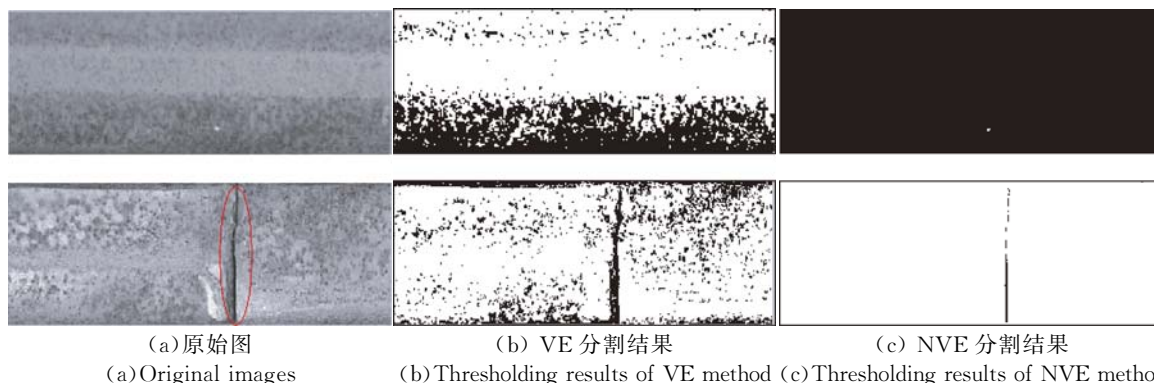 (a)原始图
(b) VE 分割结果
(c) NVE 分割结果
(a)Original images
(b)Thresholding results of VE method
(c)Thresholding results of NVE metho